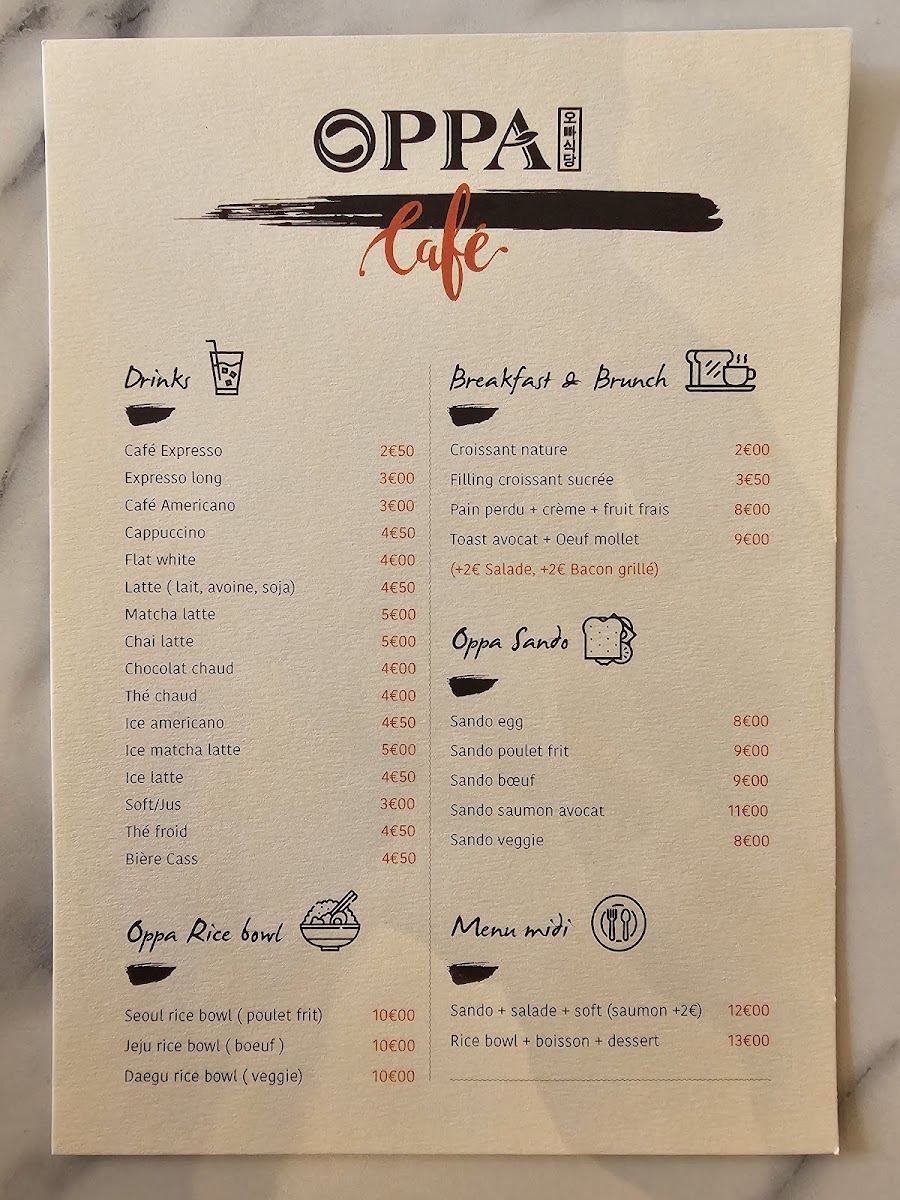 OPPA
오빠식당
Café
Drinks
Café Expresso 2€50
Expresso long 3€00
Café Americano 3€00
Cappuccino 4€50
Flat white 4€00
Latte ( lait, avoine, soja) 4€50
Matcha latte 5€00
Chai latte 5€00
Chocolat chaud 4€00
Thé chaud 4€00
Ice americano 4€50
Ice matcha latte 5€00
Ice latte 4€50
Soft/Jus 3€00
Thé froid 4€50
Bière Cass 4€50
Oppa Rice bowl
Seoul rice bowl ( poulet frit) 10€00
Jeju rice bowl ( boeuf ) 10€00
Daegu rice bowl ( veggie) 10€00
Breakfast & Brunch
Croissant nature 2€00
Filling croissant sucrée 3€50
Pain perdu + crème + fruit frais 8€00
Toast avocat + Oeuf mollet 9€00
(+2€ Salade, +2€ Bacon grillé)
Oppa Sando
Sando egg 8€00
Sando poulet frit 9€00
Sando bœuf 9€00
Sando saumon avocat 11€00
Sando veggie 8€00
Menu midi
Sando + salade + soft (saumon +2€) 12€00
Rice bowl + boisson + dessert 13€00